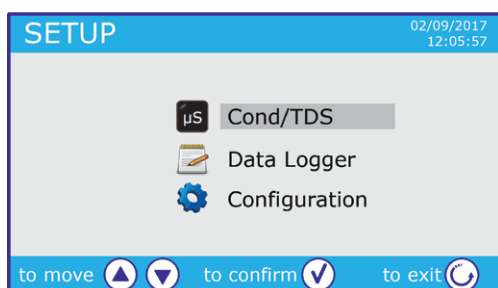 SETUP
02/09/2017
12:05:57
µS Cond/TDS
Data Logger
Configuration
to move to confirm to exit